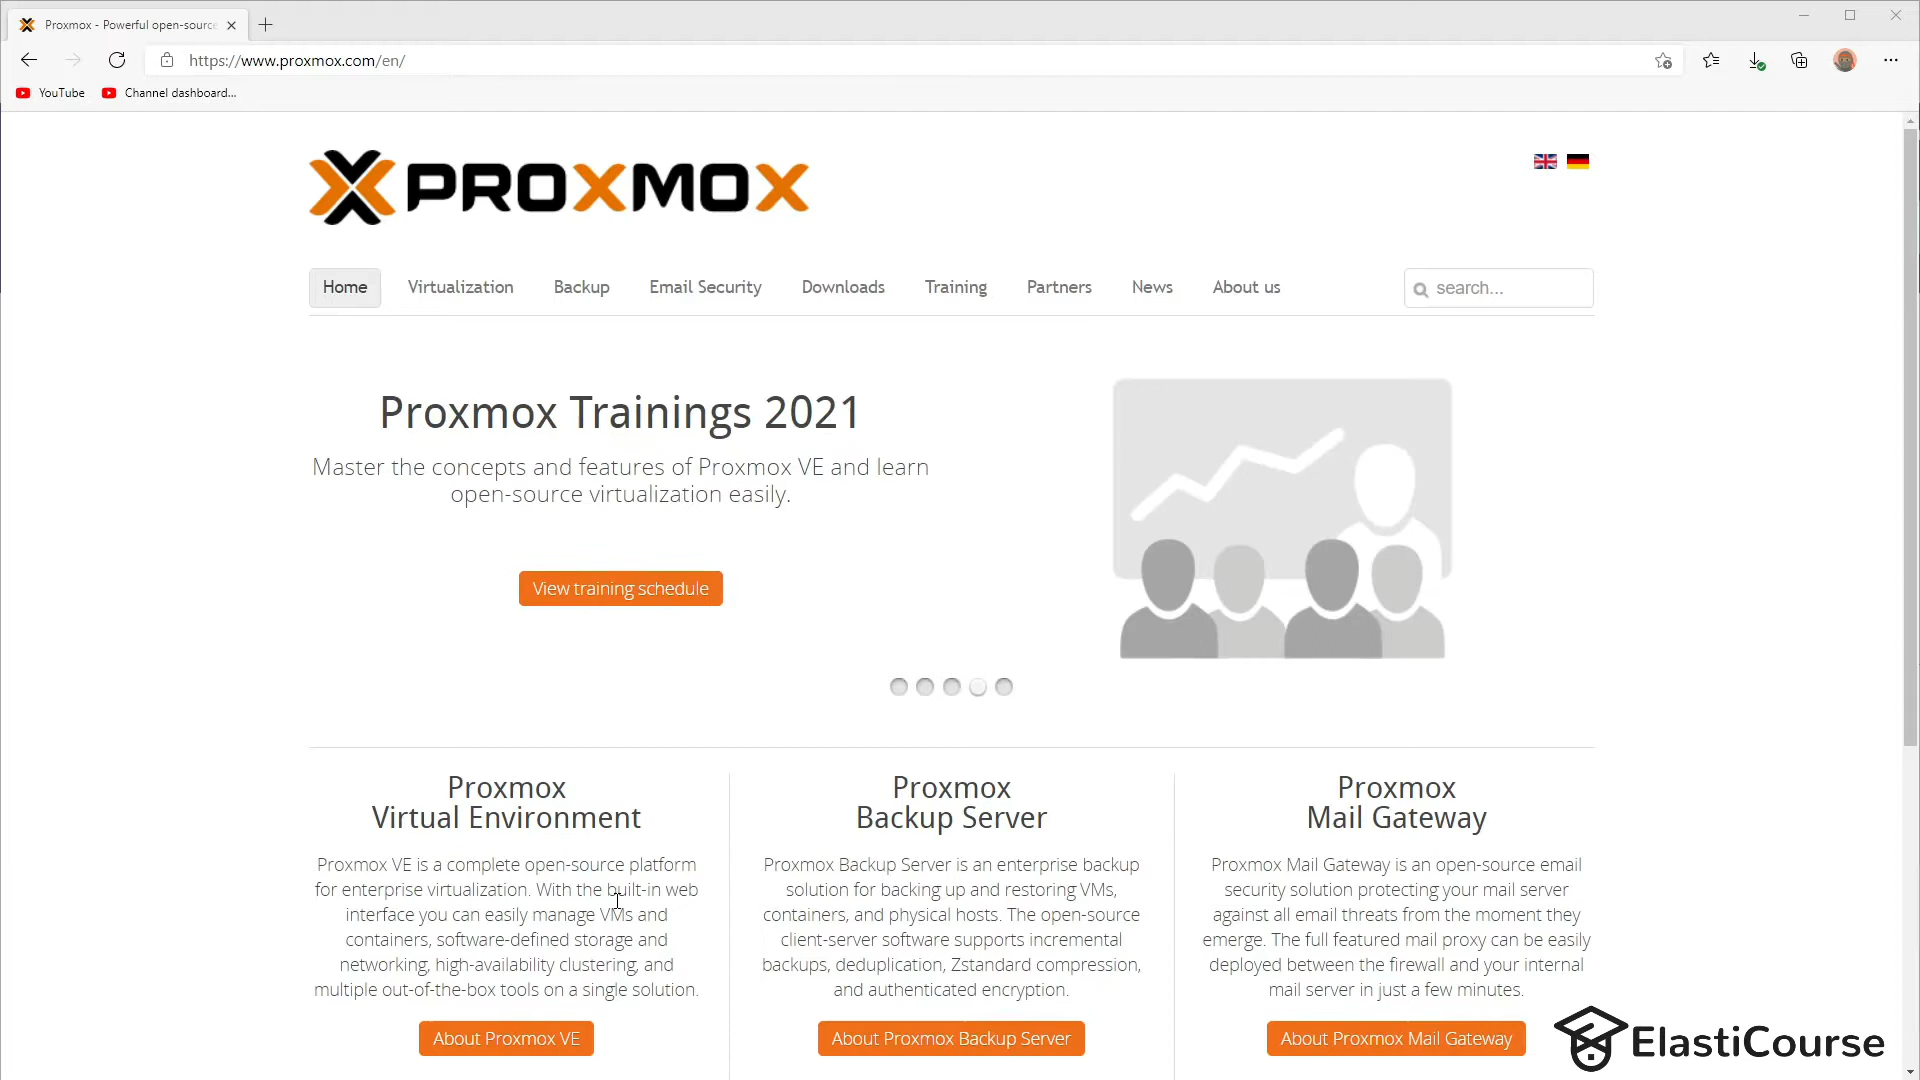 Proxmox - Powerful open-source
https://www.proxmox.com/en/
YouTube
Channel dashboard...
PROXMOX
Home Virtualization Backup Email Security Downloads Training Partners News About us search...
Proxmox Trainings 2021
Master the concepts and features of Proxmox VE and learn
open-source virtualization easily.
View training schedule
Proxmox
Virtual Environment
Proxmox VE is a complete open-source platform
for enterprise virtualization. With the built-in web
interface you can easily manage VMs and
containers, software-defined storage and
networking, high-availability clustering, and
multiple out-of-the-box tools on a single solution.
About Proxmox VE
Proxmox
Backup Server
Proxmox Backup Server is an enterprise backup
solution for backing up and restoring VMs,
containers, and physical hosts. The open-source
client-server software supports incremental
backups, deduplication, Zstandard compression,
and authenticated encryption.
About Proxmox Backup Server
Proxmox
Mail Gateway
Proxmox Mail Gateway is an open-source email
security solution protecting your mail server
against all email threats from the moment they
emerge. The full featured mail proxy can be easily
deployed between the firewall and your internal
mail server in just a few minutes.
About Proxmox Mail Gateway
ElastiCourse